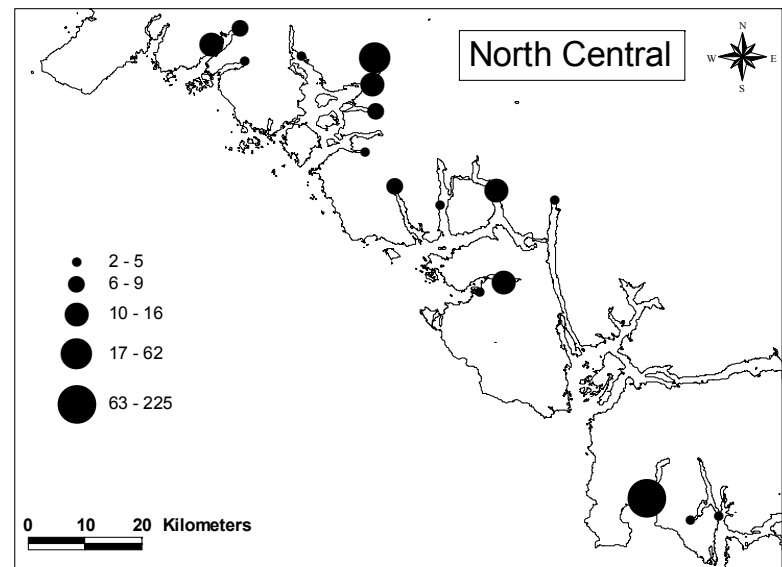 North Central
N
W E
S
2 - 5
6 - 9
10 - 16
17 - 62
63 - 225
0 10 20 Kilometers